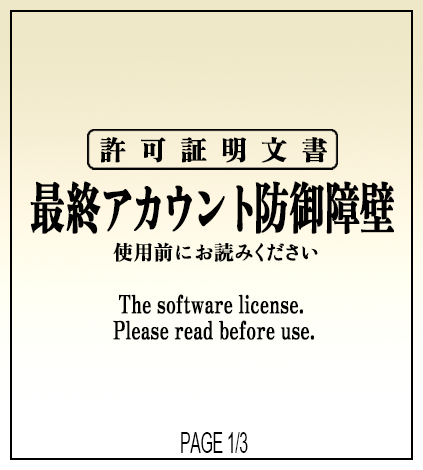 許可証明文書
最終アカウント防御障壁
使用前にお読みください
The software license.
Please read before use.
PAGE 1/3